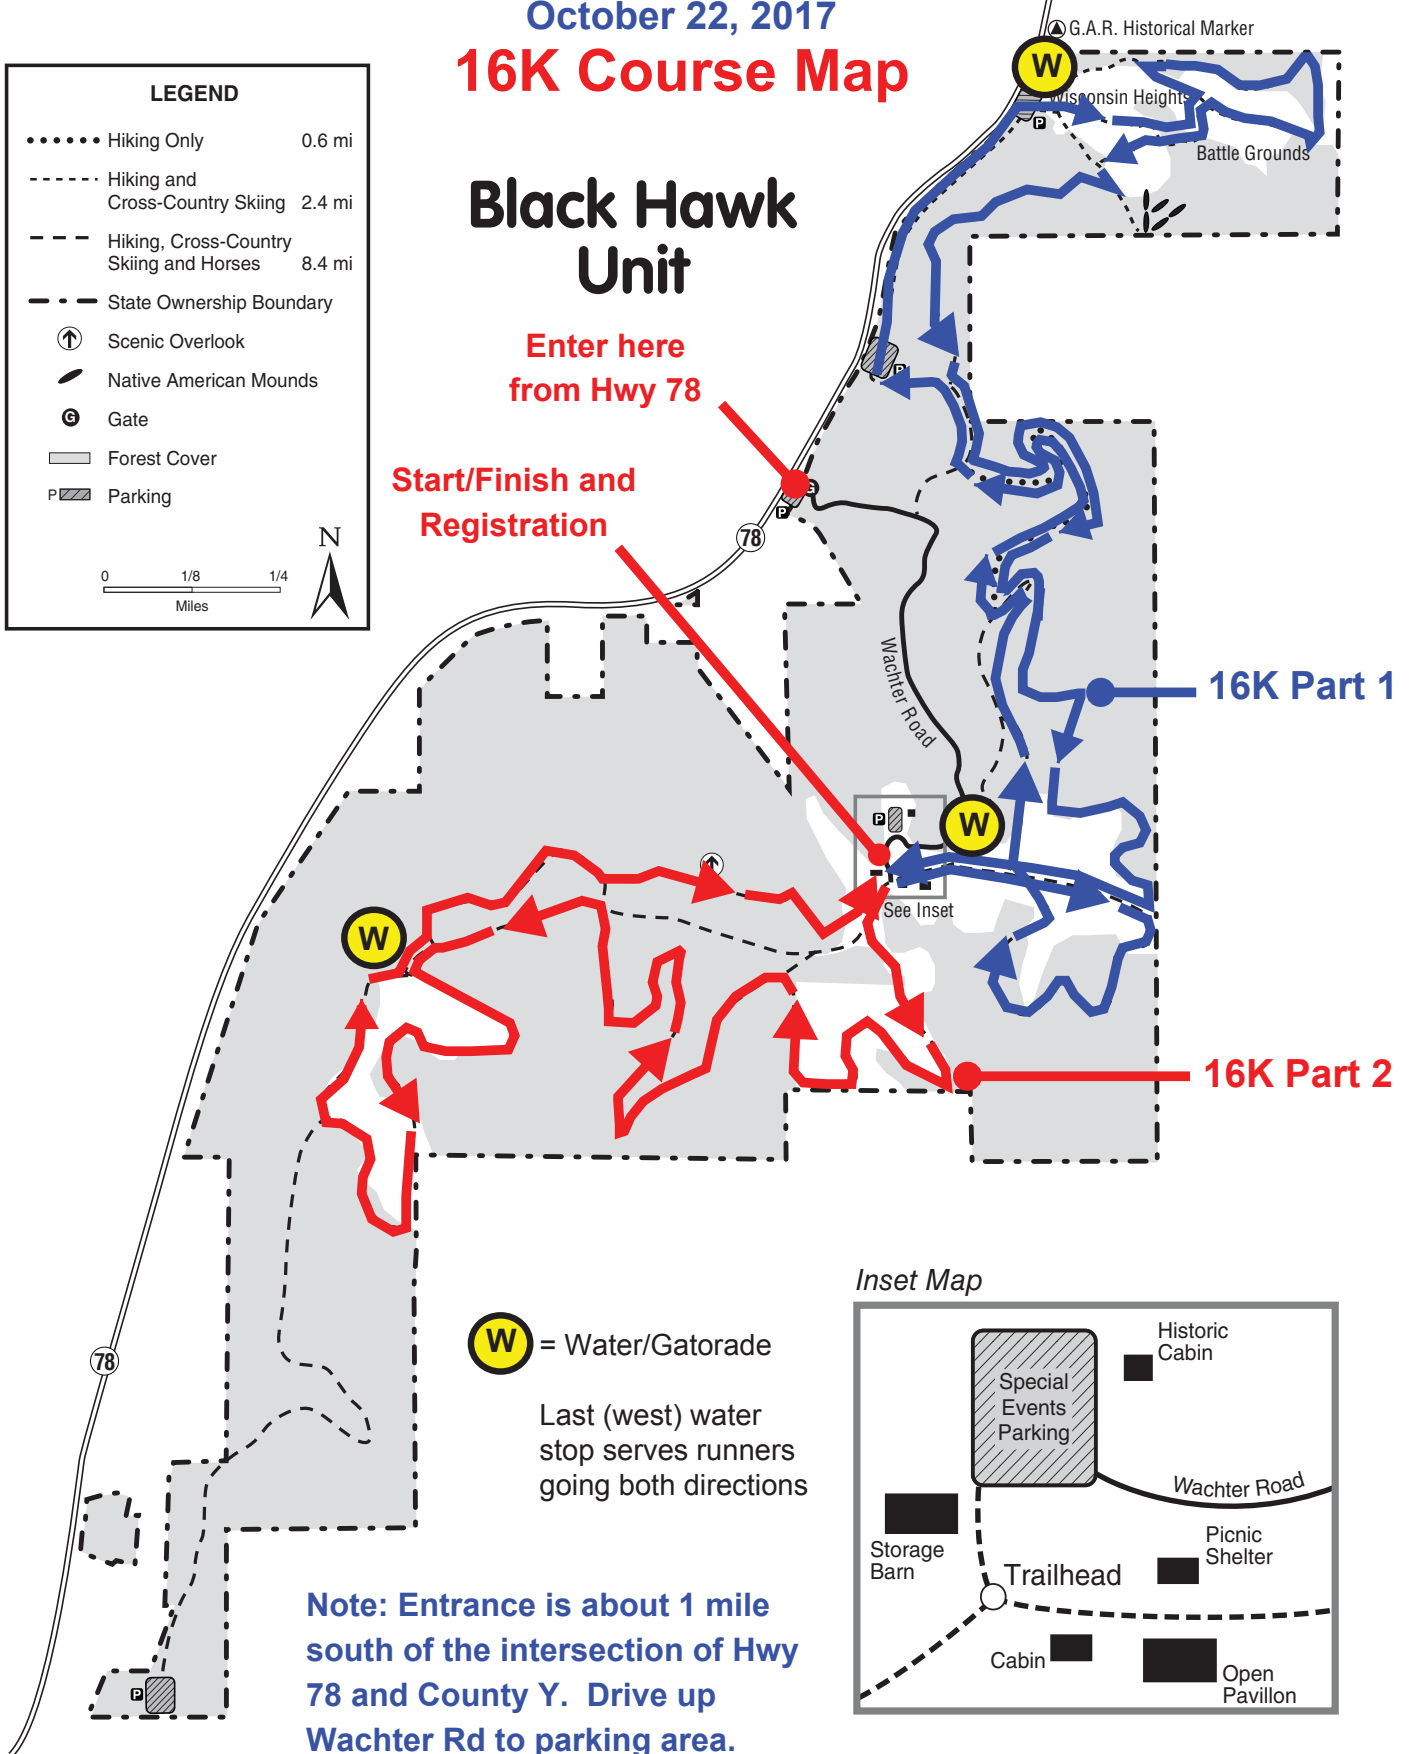 October 22, 2017
16K Course Map
G.A.R. Historical Marker
W
Wisconsin Heights
P
Battle Grounds
LEGEND
Hiking Only 0.6 mi
Hiking and
Cross-Country Skiing 2.4 mi
Hiking, Cross-Country
Skiing and Horses 8.4 mi
State Ownership Boundary
Scenic Overlook
Native American Mounds
G Gate
Forest Cover
P Parking
N
0 1/8 1/4
Miles
Black Hawk
Unit
Enter here
from Hwy 78
P
Start/Finish and
Registration
G
P
78
Wachter Road
16K Part 1
P
W
See Inset
W
16K Part 2
78
W = Water/Gatorade
Last (west) water
stop serves runners
going both directions
P
Note: Entrance is about 1 mile
south of the intersection of Hwy
78 and County Y. Drive up
Wachter Rd to parking area.
Inset Map
Historic
Cabin
Special
Events
Parking
Wachter Road
Storage
Barn
Picnic
Shelter
Trailhead
Cabin
Open
Pavillon